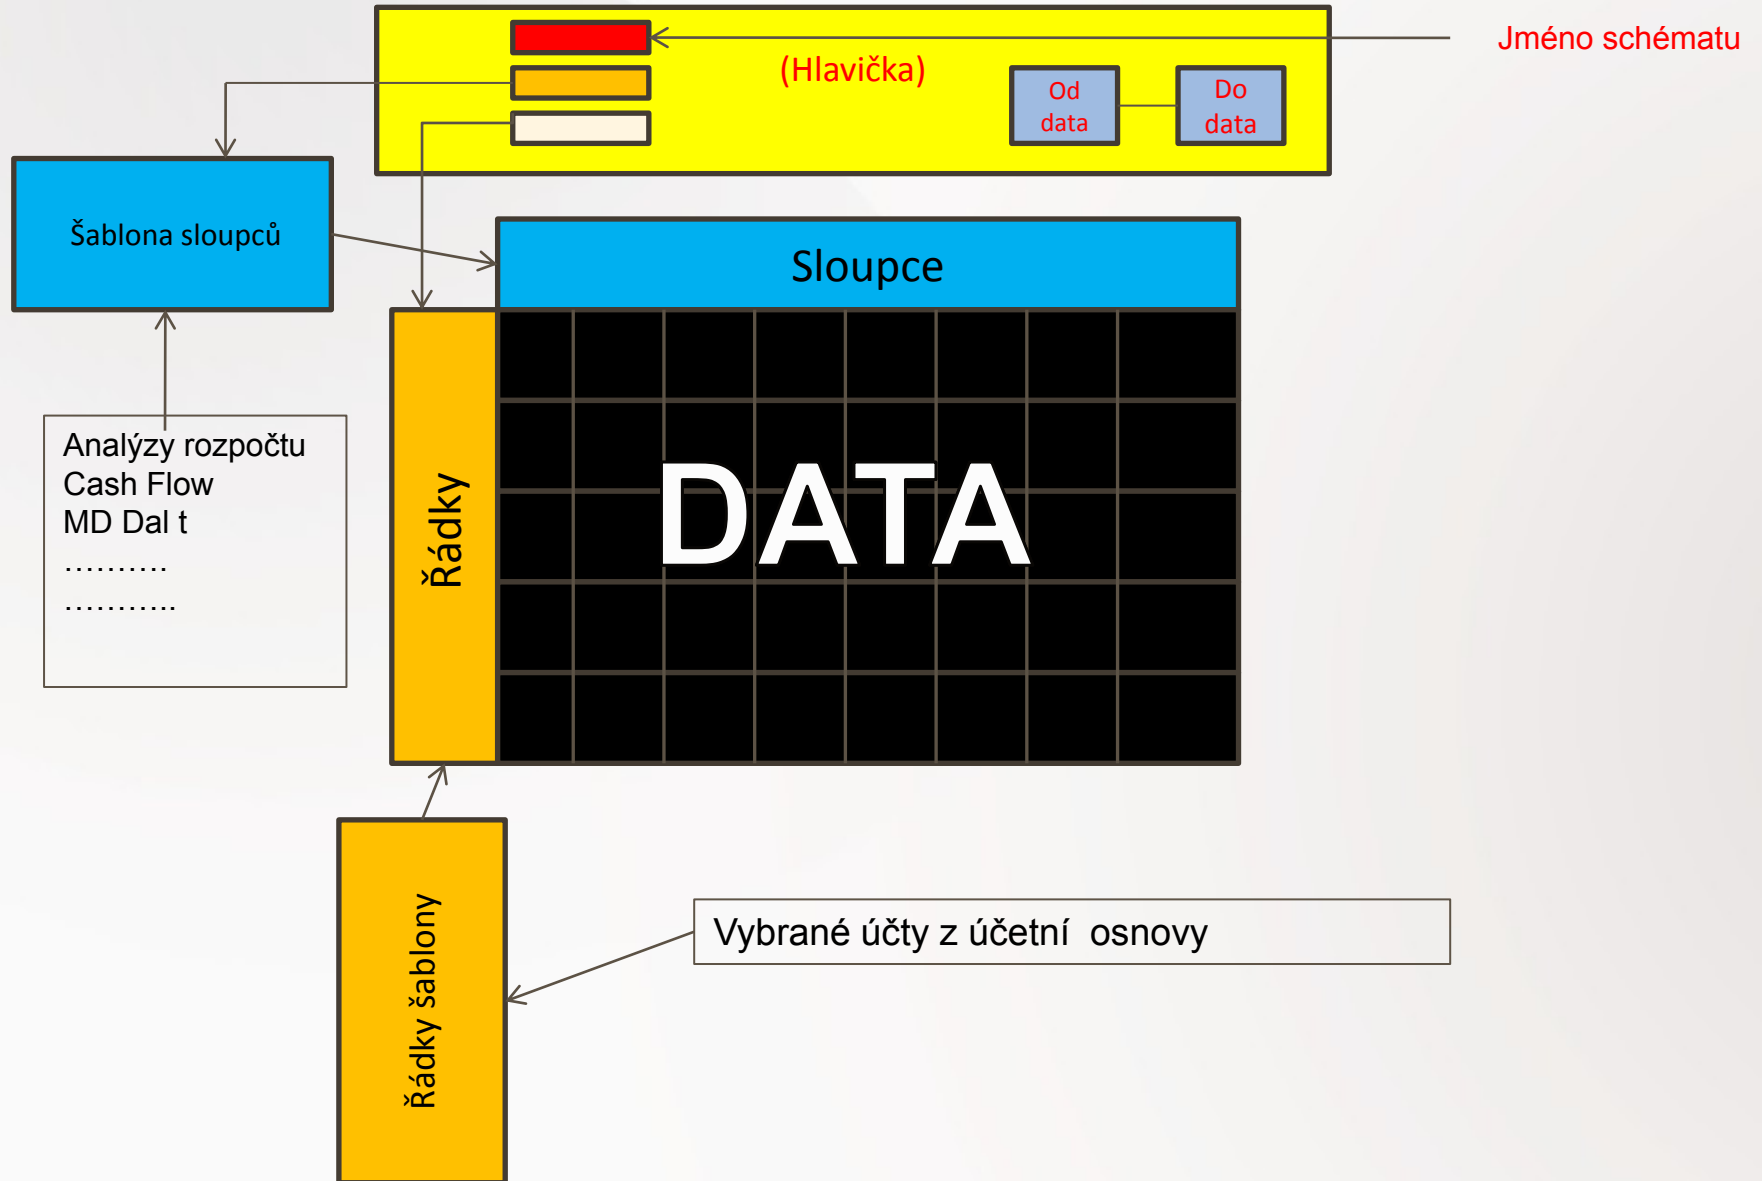 Jméno schématu
(Hlavička)
Od
data
Do
data
Šablona sloupců
Sloupce
Analýzy rozpočtu
Cash Flow
MD Dal t
……….
………..
Řádky
DATA
Řádky šablony
Vybrané účty z účetní  osnovy